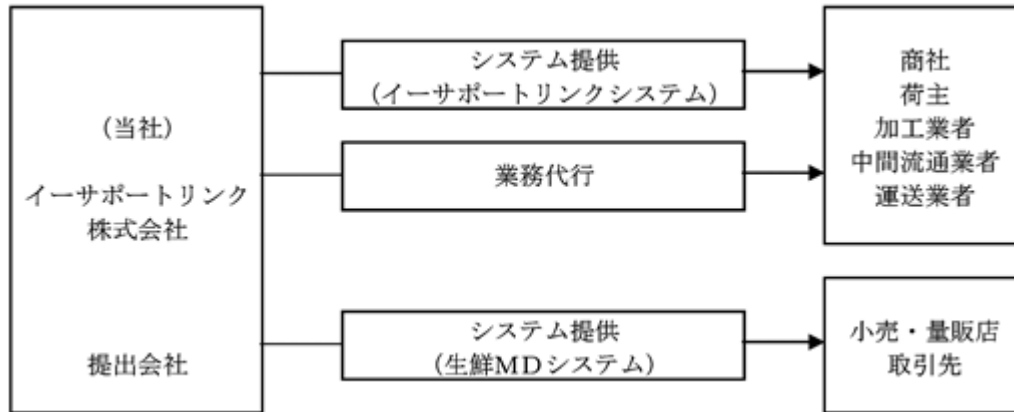 (当社)
イーサポートリンク
株式会社
提出会社
システム提供
(イーサポートリンクシステム)
業務代行
システム提供
(生鮮MDシステム)
商社
荷主
加工業者
中間流通業者
運送業者
小売・量販店
取引先